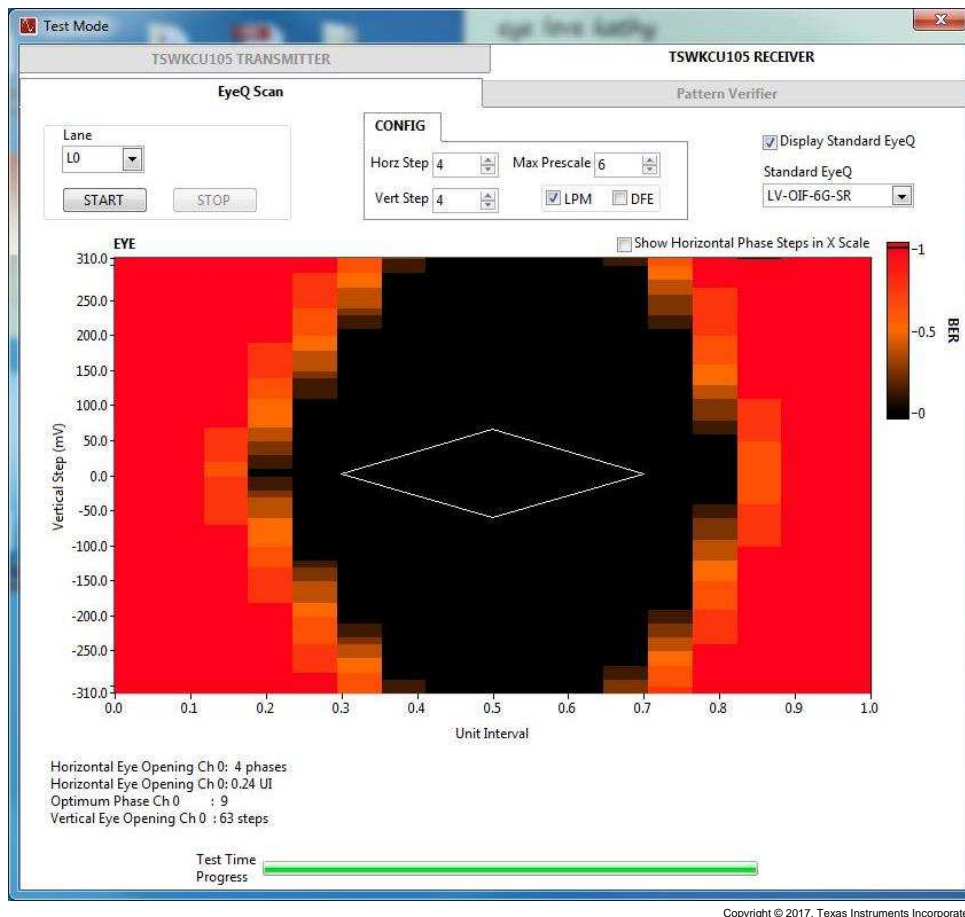 Test Mode
eye love kathy
TSWKCU105 TRANSMITTER
TSWKCU105 RECEIVER
EyeQ Scan
Pattern Verifier
Lane
L0
START
STOP
CONFIG
Horz Step 4
Max Prescale 6
Vert Step 4
LPM
DFE
Display Standard EyeQ
Standard EyeQ
LV-OIF-6G-SR
EYE
Show Horizontal Phase Steps in X Scale
310.0
250.0
200.0
150.0
100.0
50.0
0.0
-50.0
-100.0
-150.0
-200.0
-250.0
-310.0
Vertical Step (mV)
0.0 0.1 0.2 0.3 0.4 0.5 0.6 0.7 0.8 0.9 1.0
Unit Interval
1
0.5
0
BER
Horizontal Eye Opening Ch 0: 4 phases
Horizontal Eye Opening Ch 0: 0.24 UI
Optimum Phase Ch 0 : 9
Vertical Eye Opening Ch 0 : 63 steps
Test Time
Progress
Copyright © 2017, Texas Instruments Incorporate